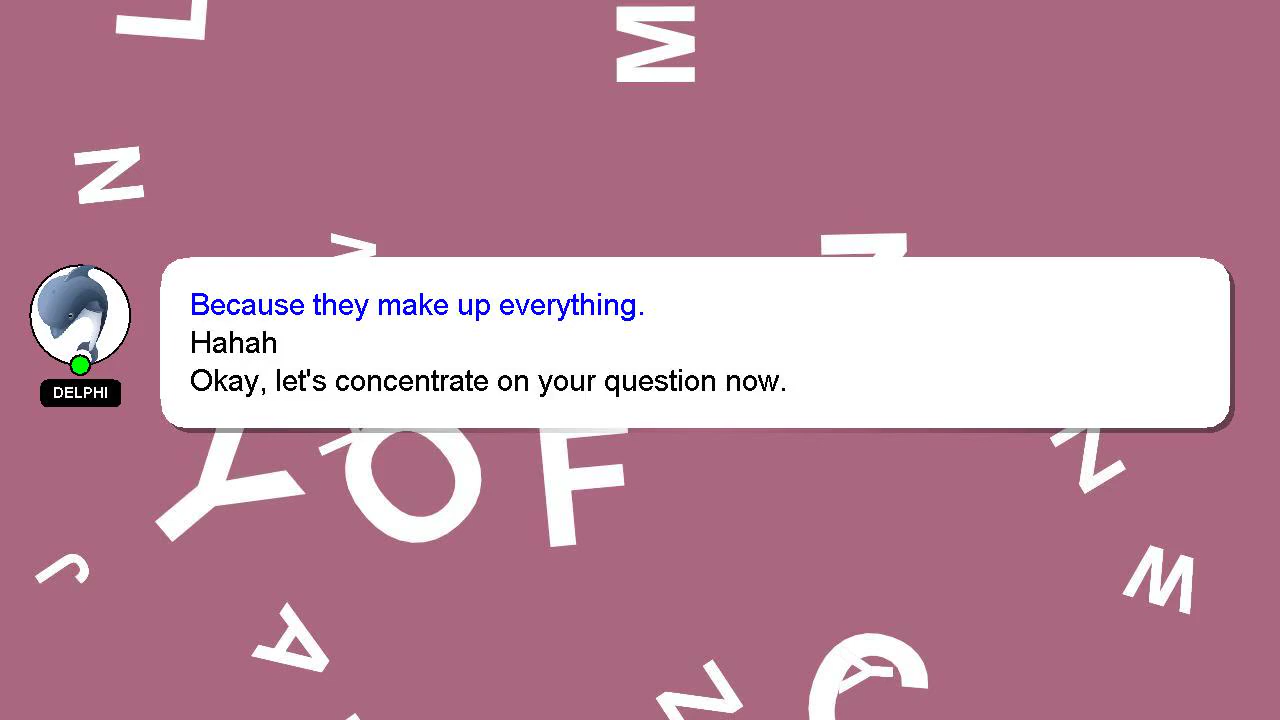 L
M
N
Because they make up everything.
Hahah
Okay, let's concentrate on your question now.
DELPHI
Y
O
F
Z
J
W
A
N
C
A